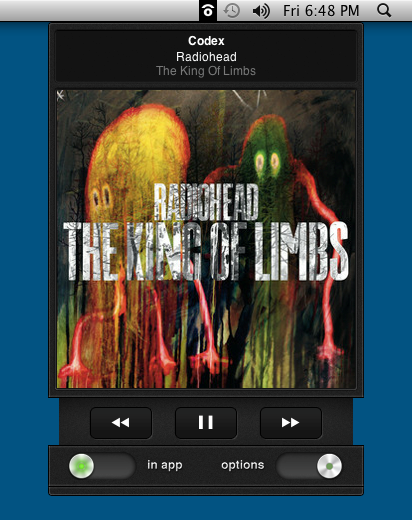 Fri 6:48 PM
Codex
Radiohead
The King Of Limbs
RADIOHEAD
THE KING OF LIMBS
in app options